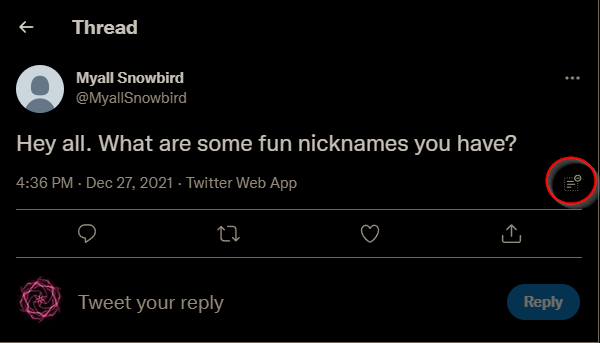 Thread
Myall Snowbird
@MyallSnowbird
Hey all. What are some fun nicknames you have?
4:36 PM · Dec 27, 2021 · Twitter Web App
Tweet your reply
Reply